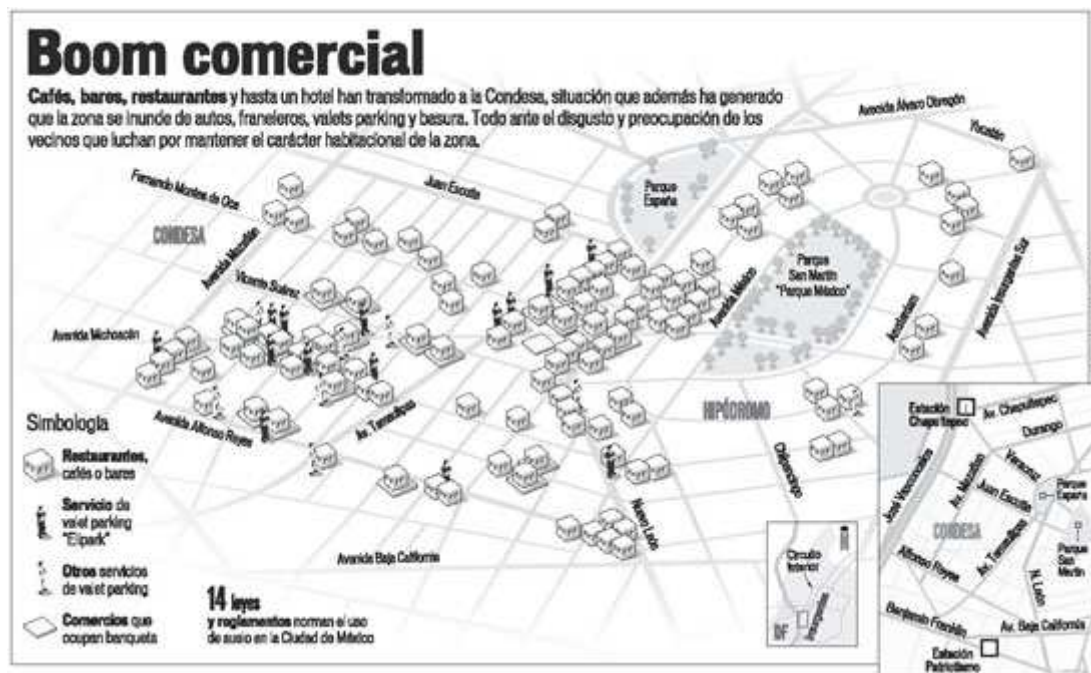 Boom comercial
Cafés, bares, restaurantes y hasta un hotel han transformado a la Condesa, situación que además ha generado
que la zona se inunde de autos, franeleros, valets parking y basura. Todo ante el disgusto y preocupación de los
vecinos que luchan por mantener el carácter habitacional de la zona.
Avenida Álvaro Obregón
Yucatán
Fernando Montes de Oca
Juan Escutia
Parque
España
CONDESA
Avenida Mazatlán
Vicente Suárez
Parque
San Martín
"Parque México"
Avenida México
Avenida Insurgentes Sur
Avenida Michoacán
Avenida Alfonso Reyes
Av. Tamaulipas
HIPÓDROMO
Chilpancingo
Nuevo León
Avenida Baja California
Simbología
Restaurantes,
cafés o bares
Servicio de
valet parking
"Elipark"
Otros servicios
de valet parking
Comercios que
ocupan banqueta
14 leyes
y reglamentos norman el uso
de suelo en la Ciudad de México
Circuito
Interior
Insurgentes
DF
Estación
Chapultepec
Av. Chapultepec
Durango
Veracruz
José Vasconcelos
Av. Mazatlán
Juan Escutia
Parque
España
CONDESA
Av. Tamaulipas
Parque
San
Martín
Alfonso Reyes
N. León
Benjamín Franklin
Av. Baja California
Estación
Patriotismo